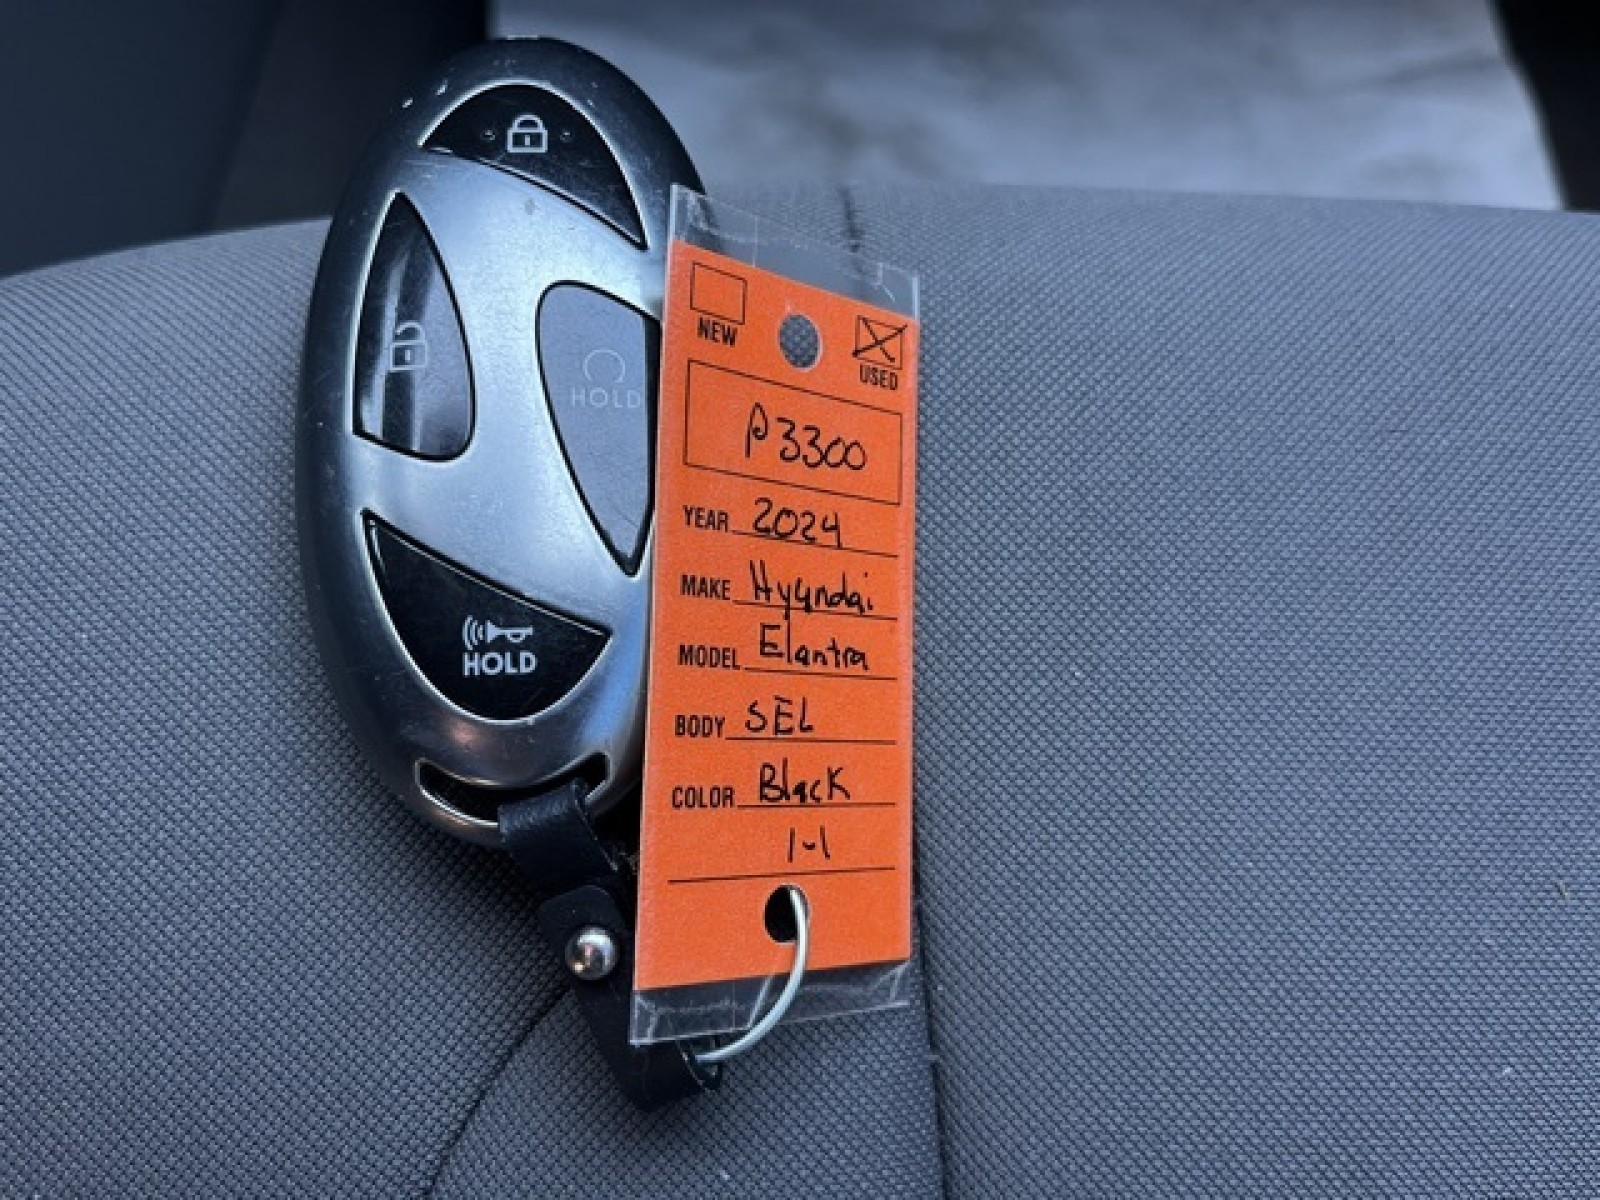 HOLD
HOLD
NEW
USED
P3300
YEAR 2024
MAKE Hyundai
MODEL Elantra
BODY SEL
COLOR Black
1-1